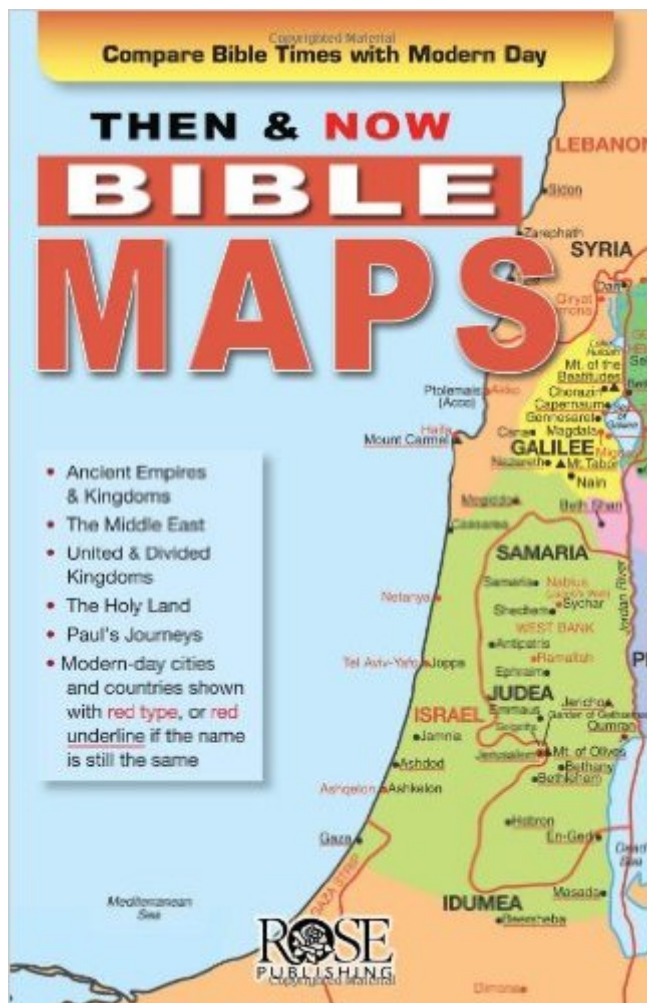 Copyrighted Material
Compare Bible Times with Modern Day
THEN & NOW
BIBLE
MAPS
• Ancient Empires
& Kingdoms
• The Middle East
• United & Divided
Kingdoms
• The Holy Land
• Paul's Journeys
• Modern-day cities
and countries shown
with red type, or red
underline if the name
is still the same
LEBANON
Sidon
Zarephath
SYRIA
Dan
Mt. of the
Beatitudes
Chorazin
Capernaum
Gennesaret
Magdala
Ptolemais
(Acco)
Akko
Haifa
Mount Carmel
Cana
GALILEE
Nazareth
Mt. Tabor
Nain
Megiddo
Beth Shan
Caesarea
SAMARIA
Samaria
Nablus
(Jacob's Well)
Sychar
Shechem
Jordan River
Netanya
WEST BANK
Antipatris
Ramallah
Ephraim
Tel Aviv-Yafo
Joppa
JUDEA
Jericho
Emmaus
ISRAEL
Qumran
Jamnia
Jerusalem
Mt. of Olives
Bethany
Bethlehem
Ashdod
Ashqelon
Ashkelon
Hebron
En-Gedi
Gaza
GAZA STRIP
Masada
IDUMEA
Beersheba
Mediterranean
Sea
Dimona
ROSE
PUBLISHING
Copyrighted Material